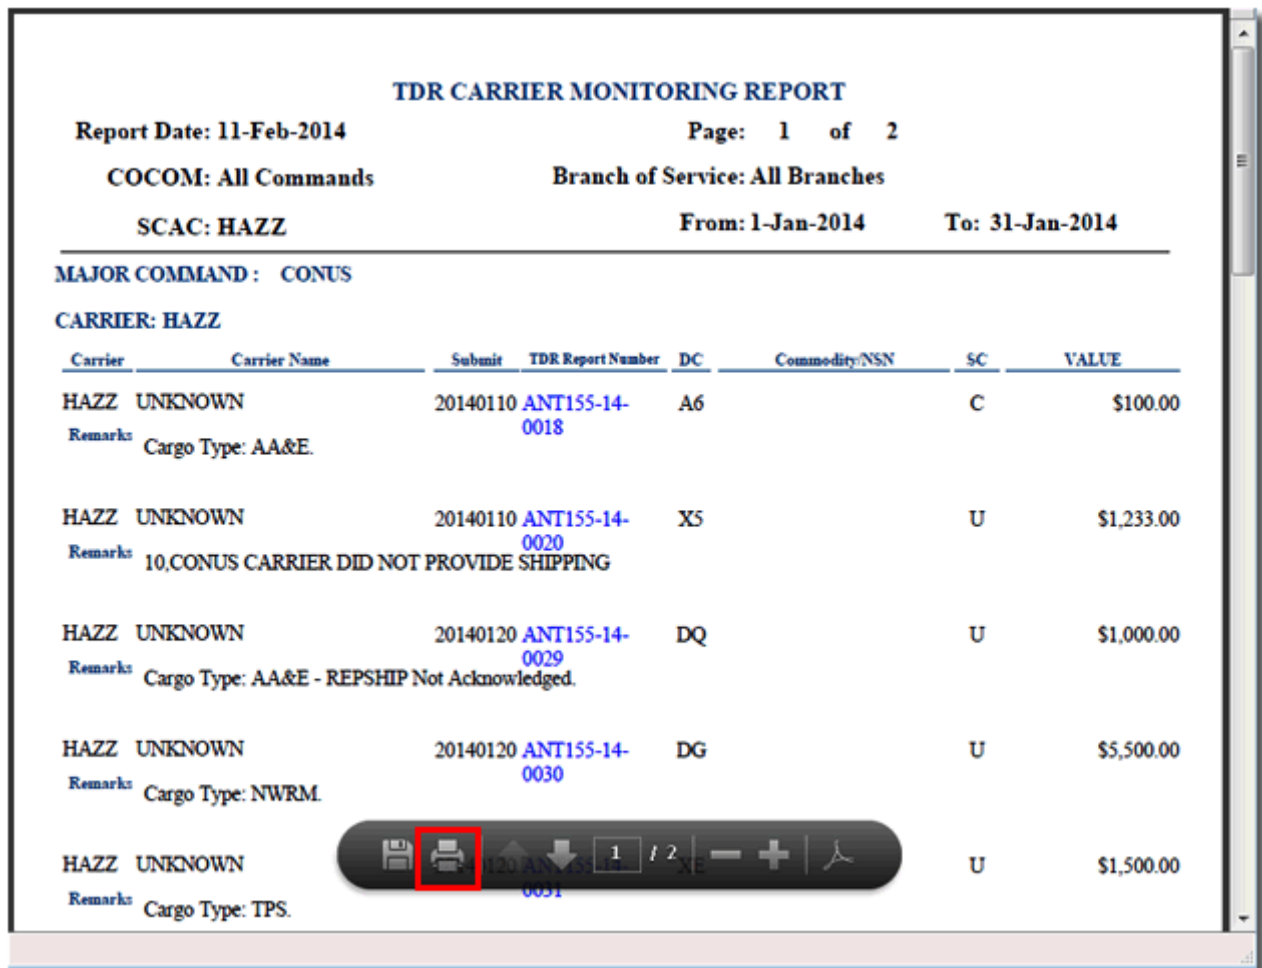 TDR CARRIER MONITORING REPORT
Report Date: 11-Feb-2014 Page: 1 of 2
COCOM: All Commands Branch of Service: All Branches
SCAC: HAZZ From: 1-Jan-2014 To: 31-Jan-2014
MAJOR COMMAND : CONUS
CARRIER: HAZZ
Carrier Carrier Name Submit TDR Report Number DC Commodity/NSN SC VALUE
HAZZ UNKNOWN 20140110 ANT155-14- A6 C $100.00
0018
Remarks
Cargo Type: AA&E.
HAZZ UNKNOWN 20140110 ANT155-14- X5 U $1,233.00
0020
Remarks
10,CONUS CARRIER DID NOT PROVIDE SHIPPING
HAZZ UNKNOWN 20140120 ANT155-14- DQ U $1,000.00
0029
Remarks
Cargo Type: AA&E - REPSHIP Not Acknowledged.
HAZZ UNKNOWN 20140120 ANT155-14- DG U $5,500.00
0030
Remarks
Cargo Type: NWRM.
1 / 2
HAZZ UNKNOWN 20140120 ANT155-14- XE U $1,500.00
0031
Remarks
Cargo Type: TPS.